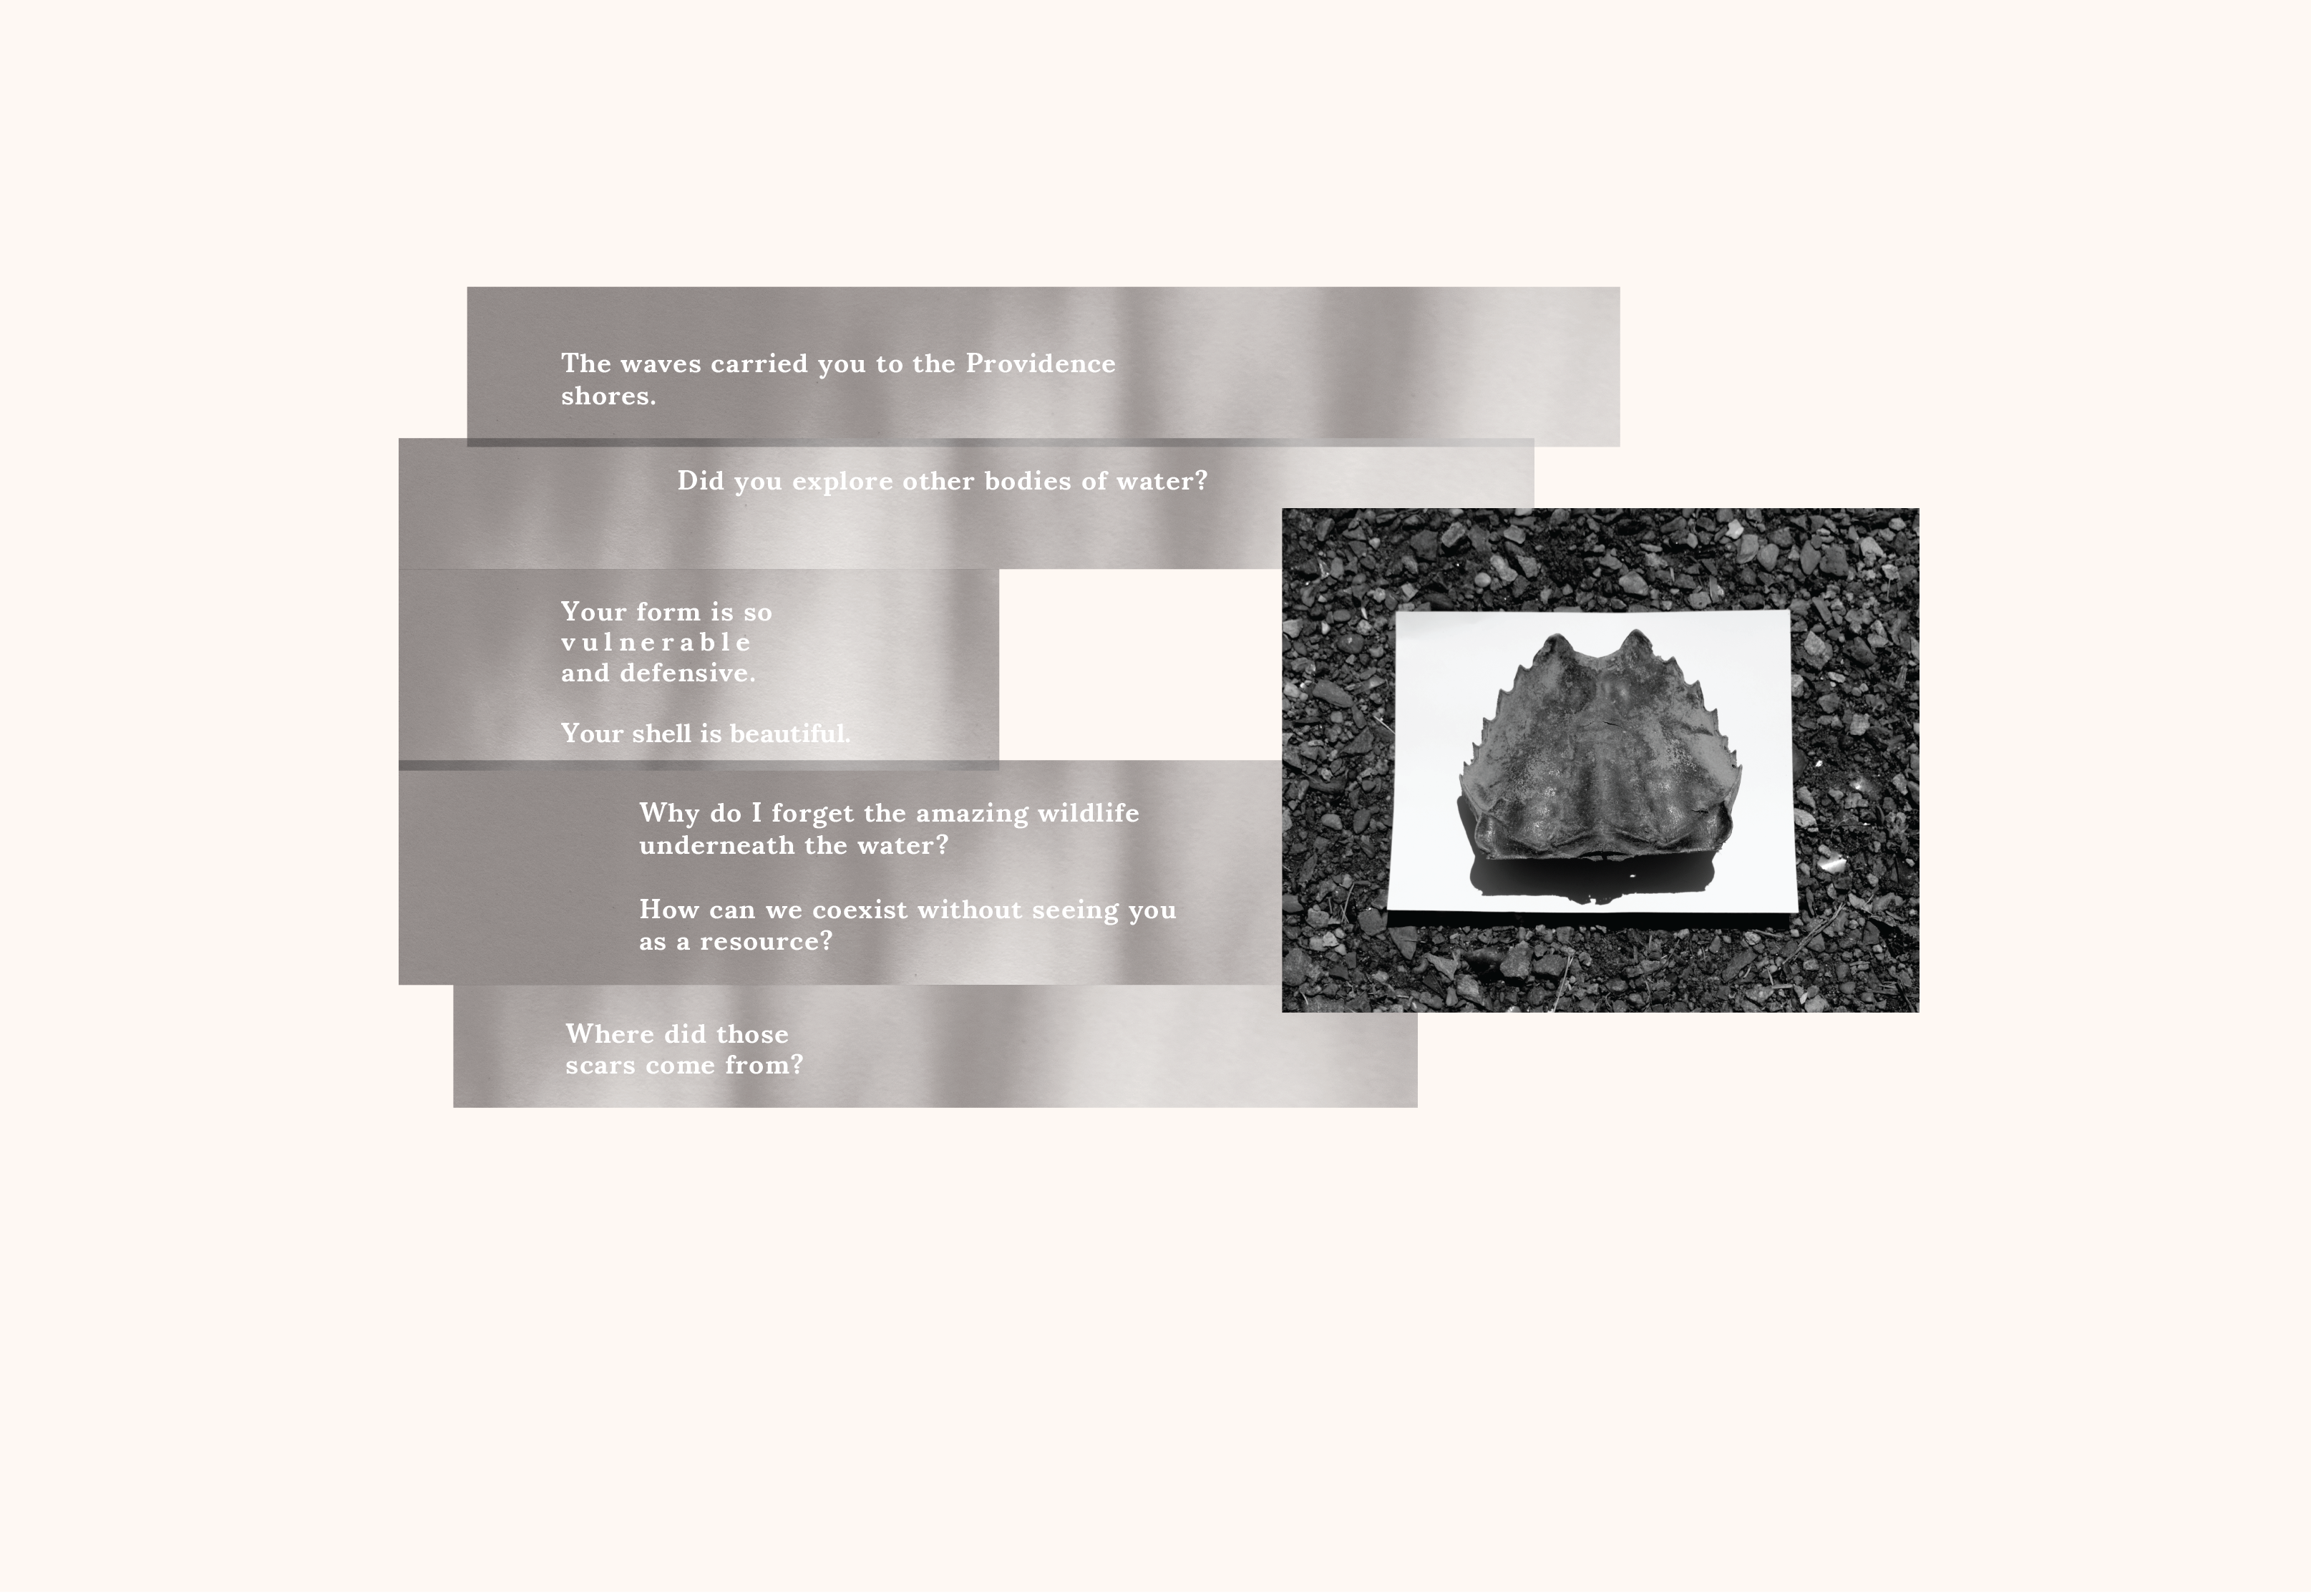 The waves carried you to the Providence
shores.
Did you explore other bodies of water?
Your form is so
vulnerable
and defensive.
Your shell is beautiful.
Why do I forget the amazing wildlife
underneath the water?
How can we coexist without seeing you
as a resource?
Where did those
scars come from?